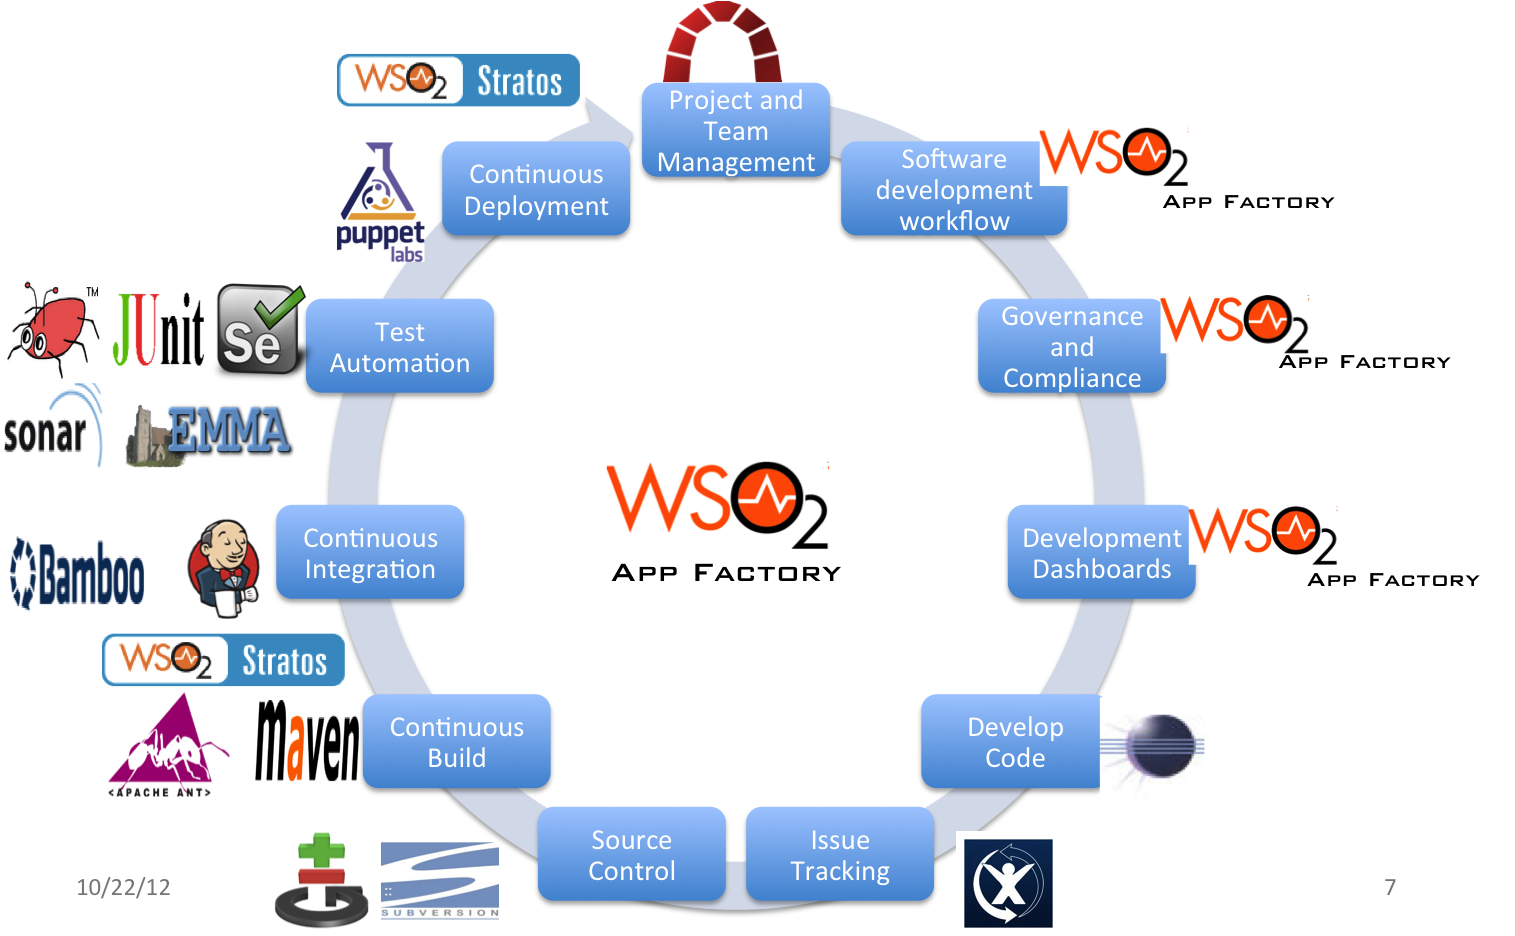 WSO2 Stratos
Project and
Team
Management
Software
development
workflow
WSO2
APP FACTORY
Continuous
Deployment
puppet
labs
TM
JUnit
Se
Test
Automation
Governance
and
Compliance
WSO2
APP FACTORY
sonar
EMMA
WSO2
APP FACTORY
Continuous
Integration
Bamboo
Development
Dashboards
WSO2
APP FACTORY
WSO2 Stratos
<APACHE ANT>
maven
Continuous
Build
Develop
Code
Source
Control
Issue
Tracking
SUBVERSION
10/22/12
7